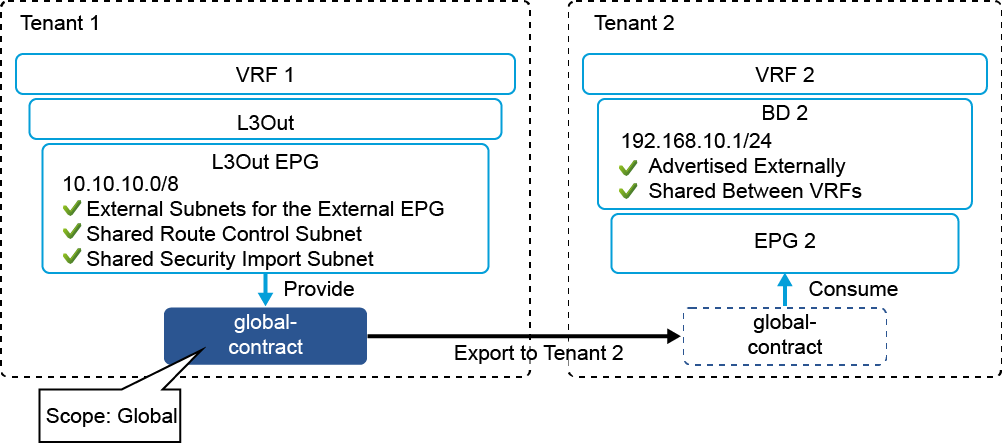 Tenant 1
VRF 1
L3Out
L3Out EPG
10.10.10.0/8
External Subnets for the External EPG
Shared Route Control Subnet
Shared Security Import Subnet
Provide
global-
contract
Scope: Global
Export to Tenant 2
Tenant 2
VRF 2
BD 2
192.168.10.1/24
Advertised Externally
Shared Between VRFs
EPG 2
Consume
global-
contract